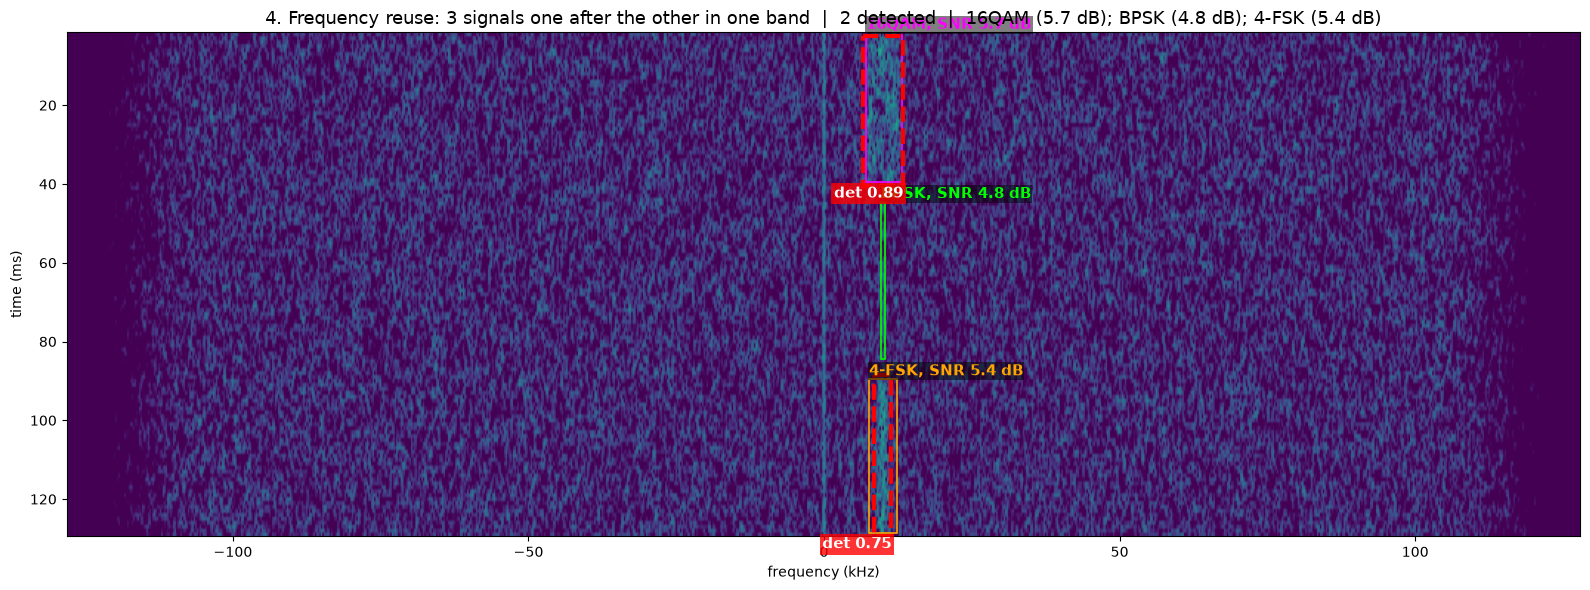 4. Frequency reuse: 3 signals one after the other in one band | 2 detected | 16QAM (5.7 dB); BPSK (4.8 dB); 4-FSK (5.4 dB)
20
40
det 0.89
SK, SNR 4.8 dB
60
time (ms)
80
4-FSK, SNR 5.4 dB
100
120
det 0.75
−100
−50
0
50
100
frequency (kHz)